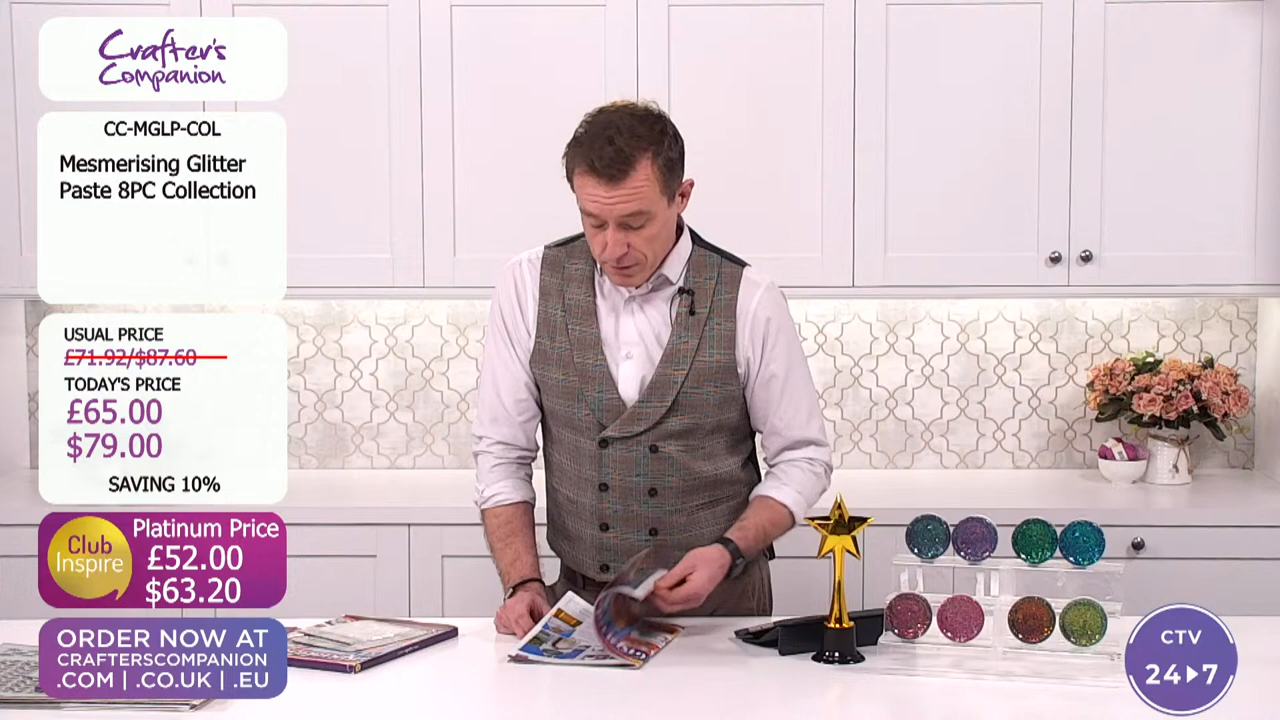 Crafter's
Companion
CC-MGLP-COL
Mesmerising Glitter
Paste 8PC Collection
USUAL PRICE
£71.92/$87.60
TODAY'S PRICE
£65.00
$79.00
SAVING 10%
Club
Inspire
Platinum Price
£52.00
$63.20
ORDER NOW AT
CRAFTERSCOMPANION
.COM | .CO.UK | .EU
CTV
24▶7